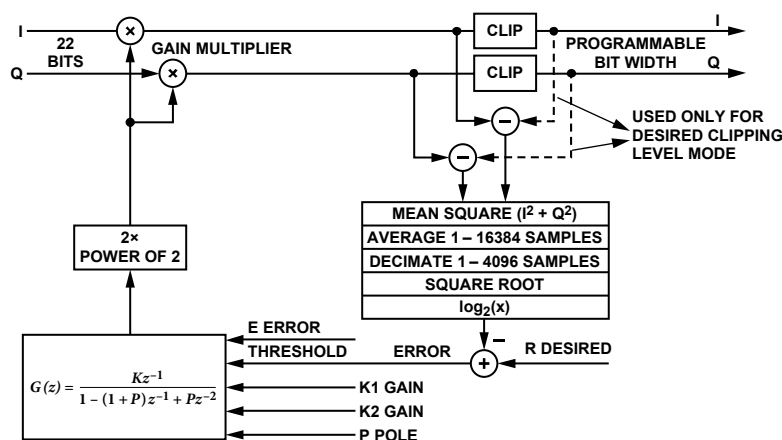 I
22
BITS
Q
×
×
GAIN MULTIPLIER
CLIP
CLIP
I
PROGRAMMABLE
BIT WIDTH
Q
–
–
USED ONLY FOR
DESIRED CLIPPING
LEVEL MODE
MEAN SQUARE (I² + Q²)
AVERAGE 1 – 16384 SAMPLES
DECIMATE 1 – 4096 SAMPLES
SQUARE ROOT
log₂(x)
2×
POWER OF 2
–
+
R DESIRED
ERROR
E ERROR
THRESHOLD
K1 GAIN
K2 GAIN
P POLE
G(z) = Kz⁻¹ / 1 – (1 + P)z⁻¹ + Pz⁻²